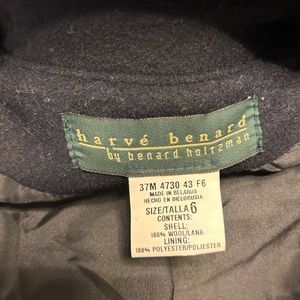 harvé benard
by benard holtzman
37M 4730 43 F6
MADE IN BELARUS
HECHO EN BIELORUSIA
SIZE/TALLA 6
CONTENTS:
SHELL:
100% WOOL/LANA
LINING:
100% POLYESTER/POLIESTER